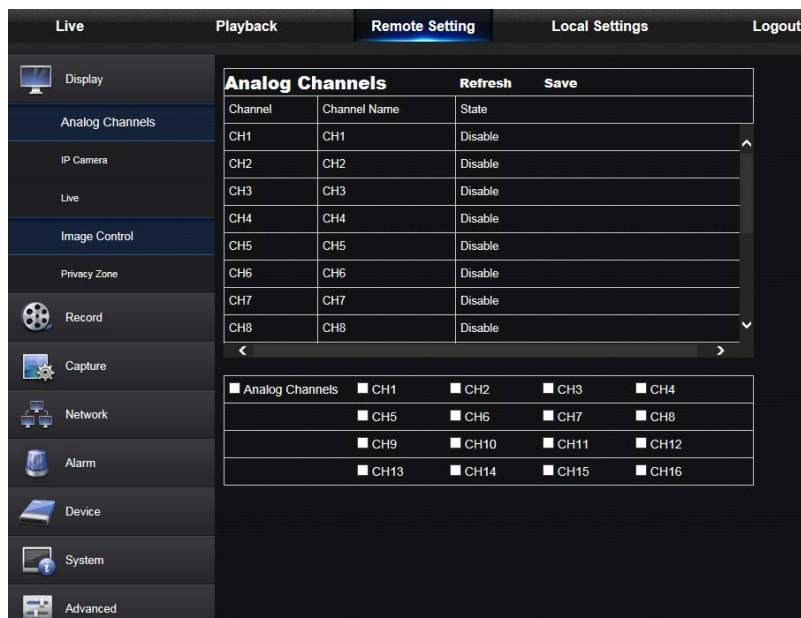 Live Playback Remote Setting Local Settings Logout
Display
Analog Channels
IP Camera
Live
Image Control
Privacy Zone
Record
Capture
Network
Alarm
Device
System
Advanced
Analog Channels Refresh Save
Channel Channel Name State
CH1 CH1 Disable
CH2 CH2 Disable
CH3 CH3 Disable
CH4 CH4 Disable
CH5 CH5 Disable
CH6 CH6 Disable
CH7 CH7 Disable
CH8 CH8 Disable
Analog Channels CH1 CH2 CH3 CH4
CH5 CH6 CH7 CH8
CH9 CH10 CH11 CH12
CH13 CH14 CH15 CH16